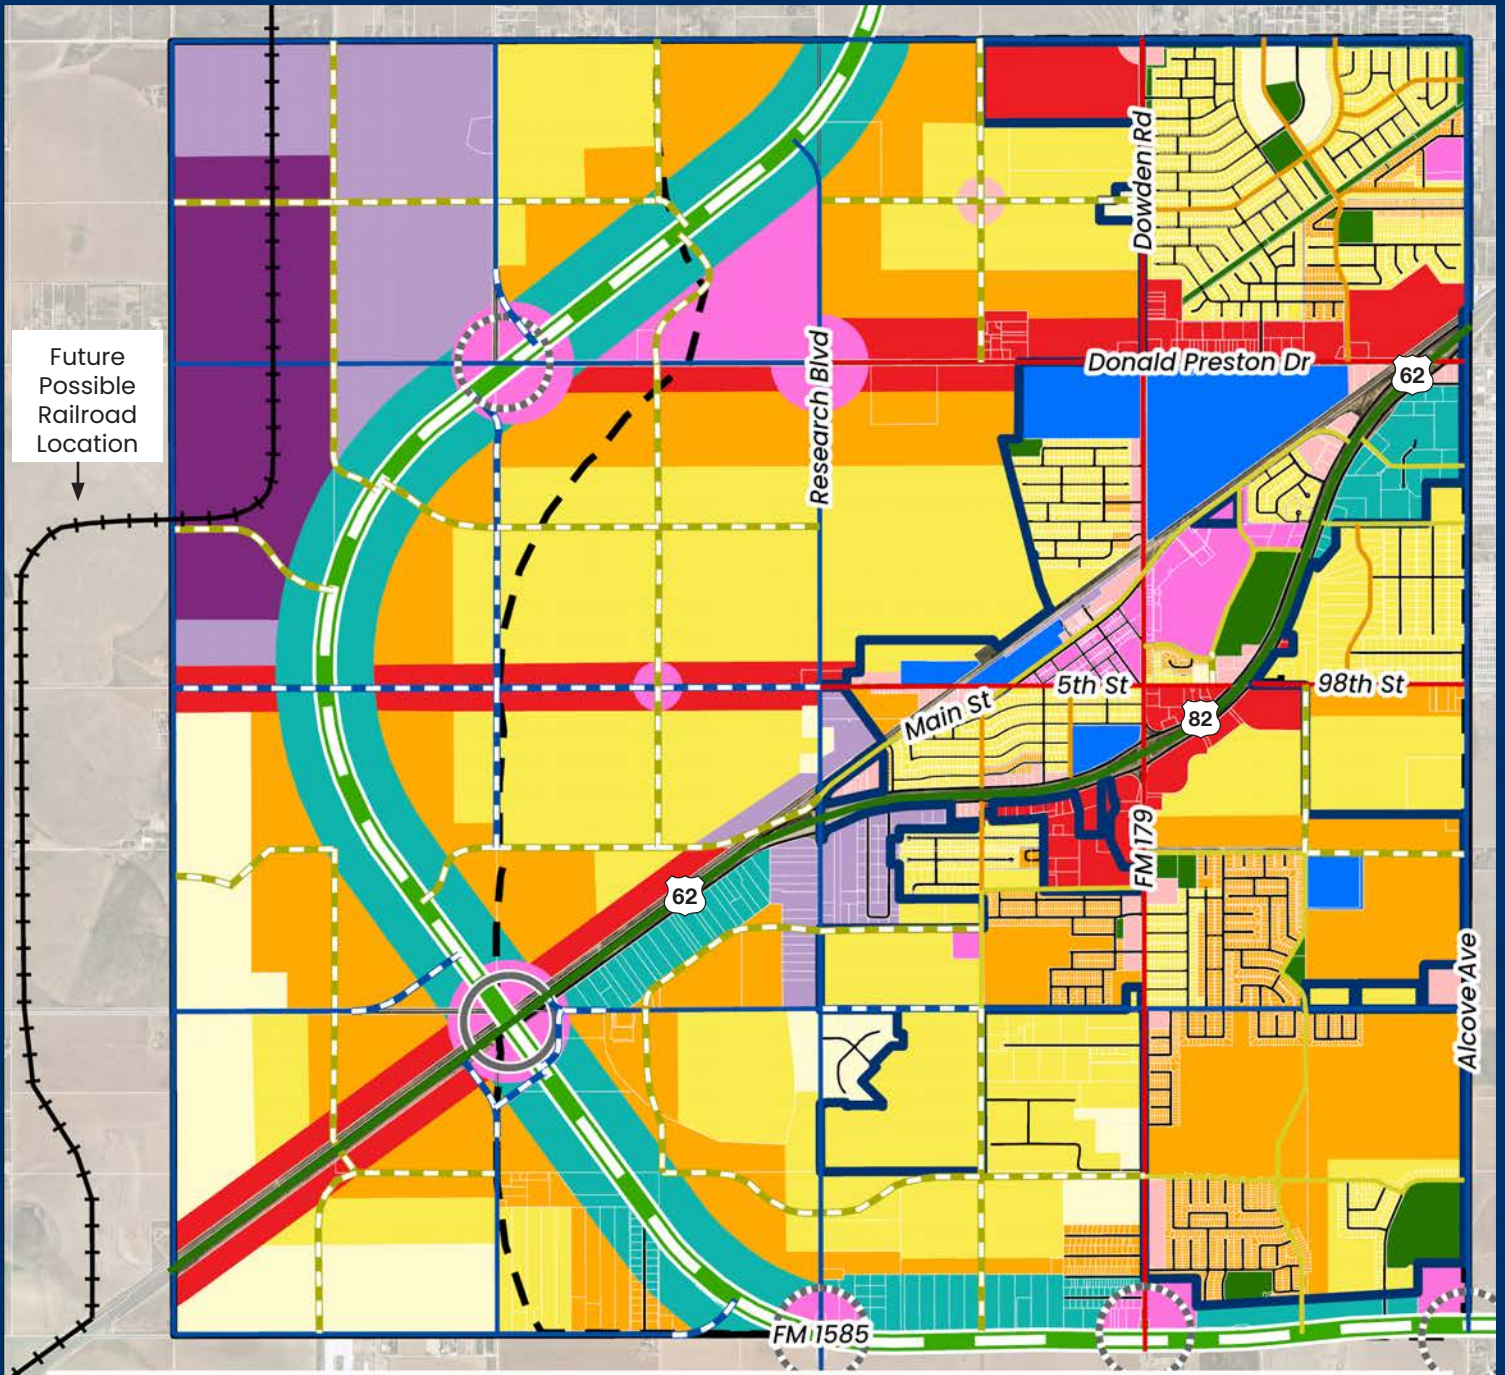 Dowden Rd
Future
Possible
Railroad
Location
Research Blvd
Donald Preston Dr
62
Main St
5th St
98th St
82
FM 179
62
Alcove Ave
FM 1585